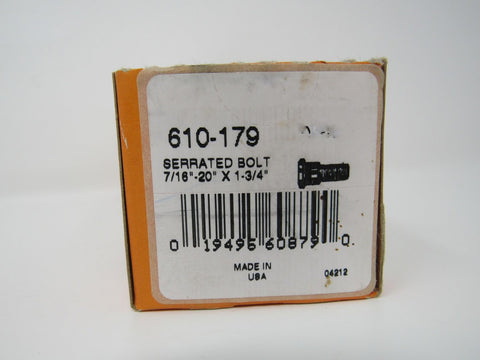 610-179
SERRATED BOLT
7/16"-20" X 1-3/4"
0 19495 60879 0
MADE IN
USA
04212